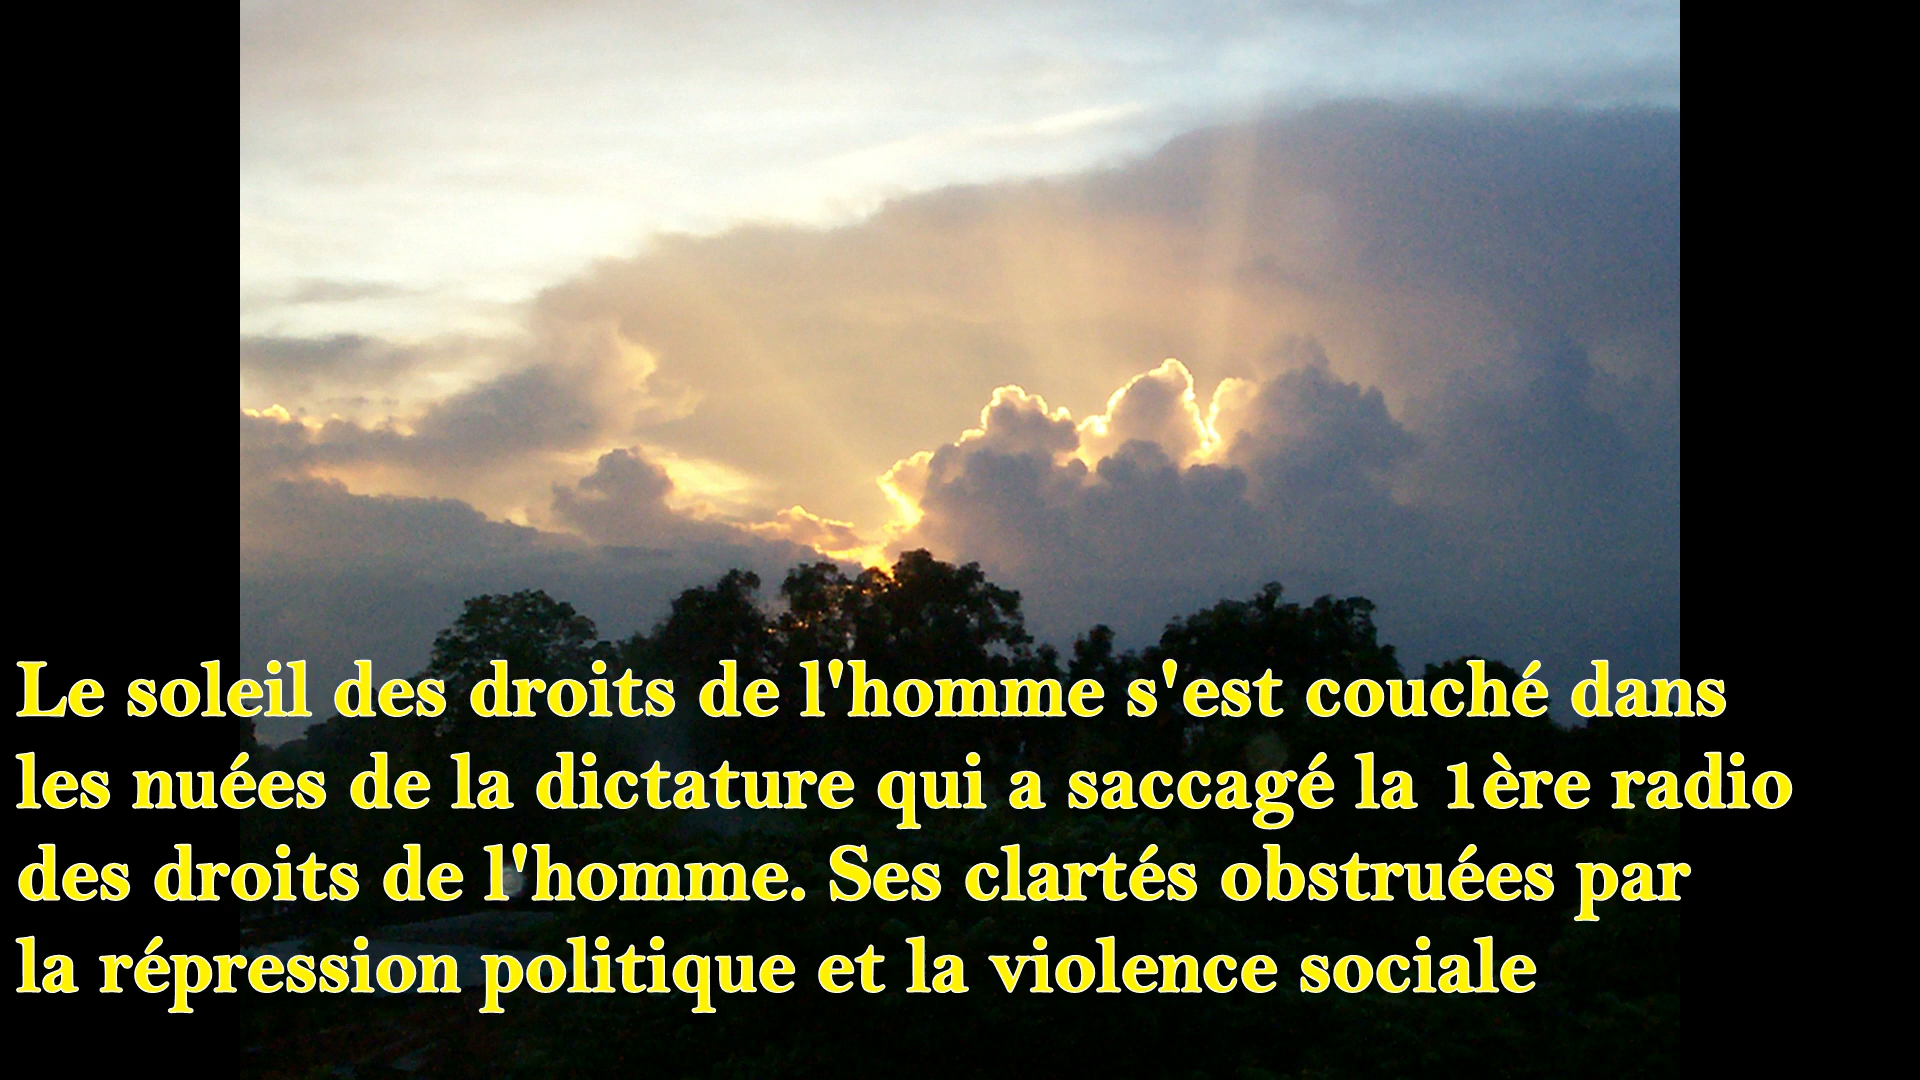 Le soleil des droits de l'homme s'est couché dans
les nuées de la dictature qui a saccagé la 1ère radio
des droits de l'homme. Ses clartés obstruées par
la répression politique et la violence sociale